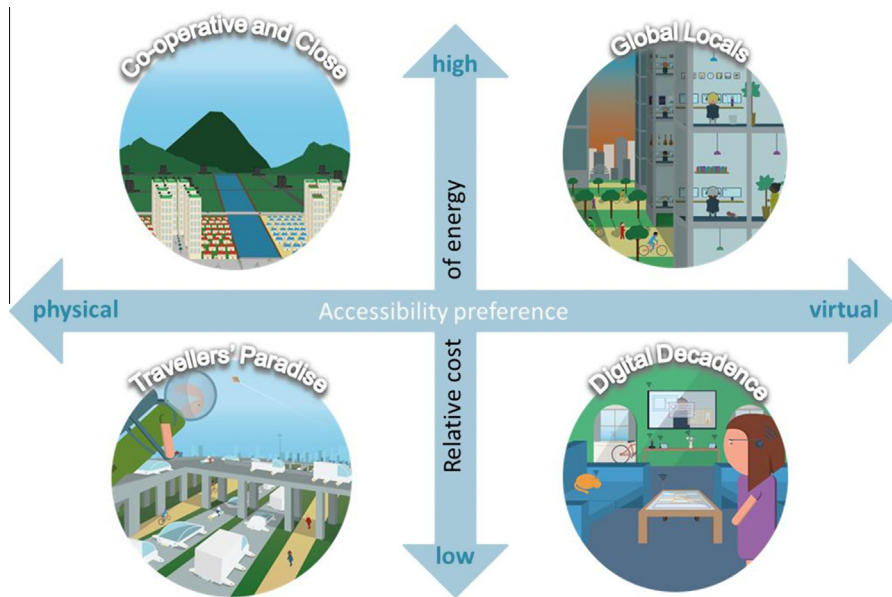 Co-operative and Close
high
Global Locals
of energy
physical
Accessibility preference
virtual
Travellers' Paradise
Relative cost
Digital Decadence
low